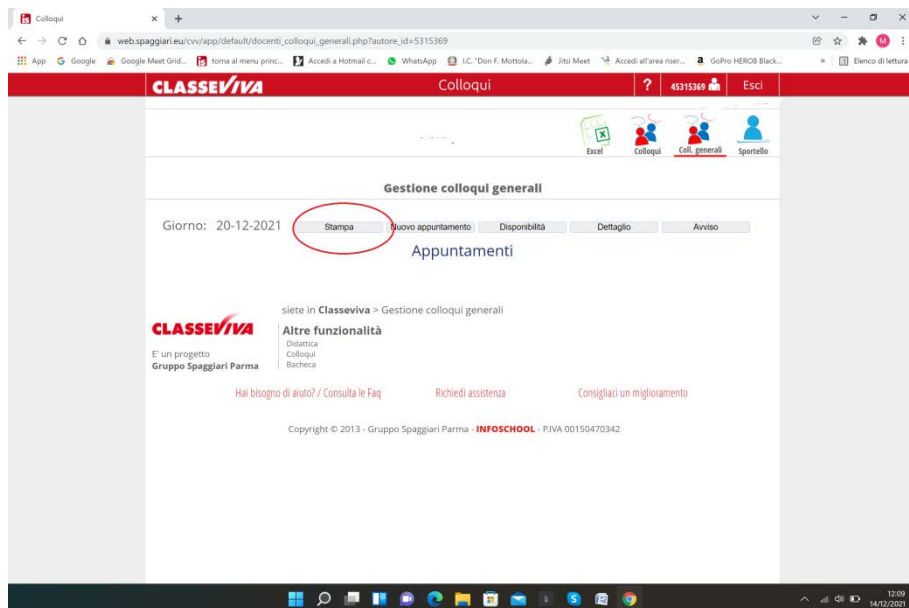 Colloqui
web.spaggiari.eu/cvv/app/default/docenti_colloqui_generali.php?autore_id=5315369
App Google Google Meet Grid... torna al menu princ... Accedi a Hotmail c... WhatsApp I.C. "Don F. Mottola... Jitsi Meet Accedi all'area riser... GoPro HERO8 Black... » Elenco di lettura
CLASSEVIVA Colloqui ? 45315369 Esci
Excel Colloqui Coll. generali Sportello
Gestione colloqui generali
Giorno: 20-12-2021 Stampa Nuovo appuntamento Disponibilità Dettaglio Avviso
Appuntamenti
siete in Classeviva > Gestione colloqui generali
CLASSEVIVA
E' un progetto
Gruppo Spaggiari Parma
Altre funzionalità
Didattica
Colloqui
Bacheca
Hai bisogno di aiuto? / Consulta le Faq Richiedi assistenza Consigliaci un miglioramento
Copyright © 2013 - Gruppo Spaggiari Parma - INFOSCHOOL - P.IVA 00150470342
12:09
14/12/2021